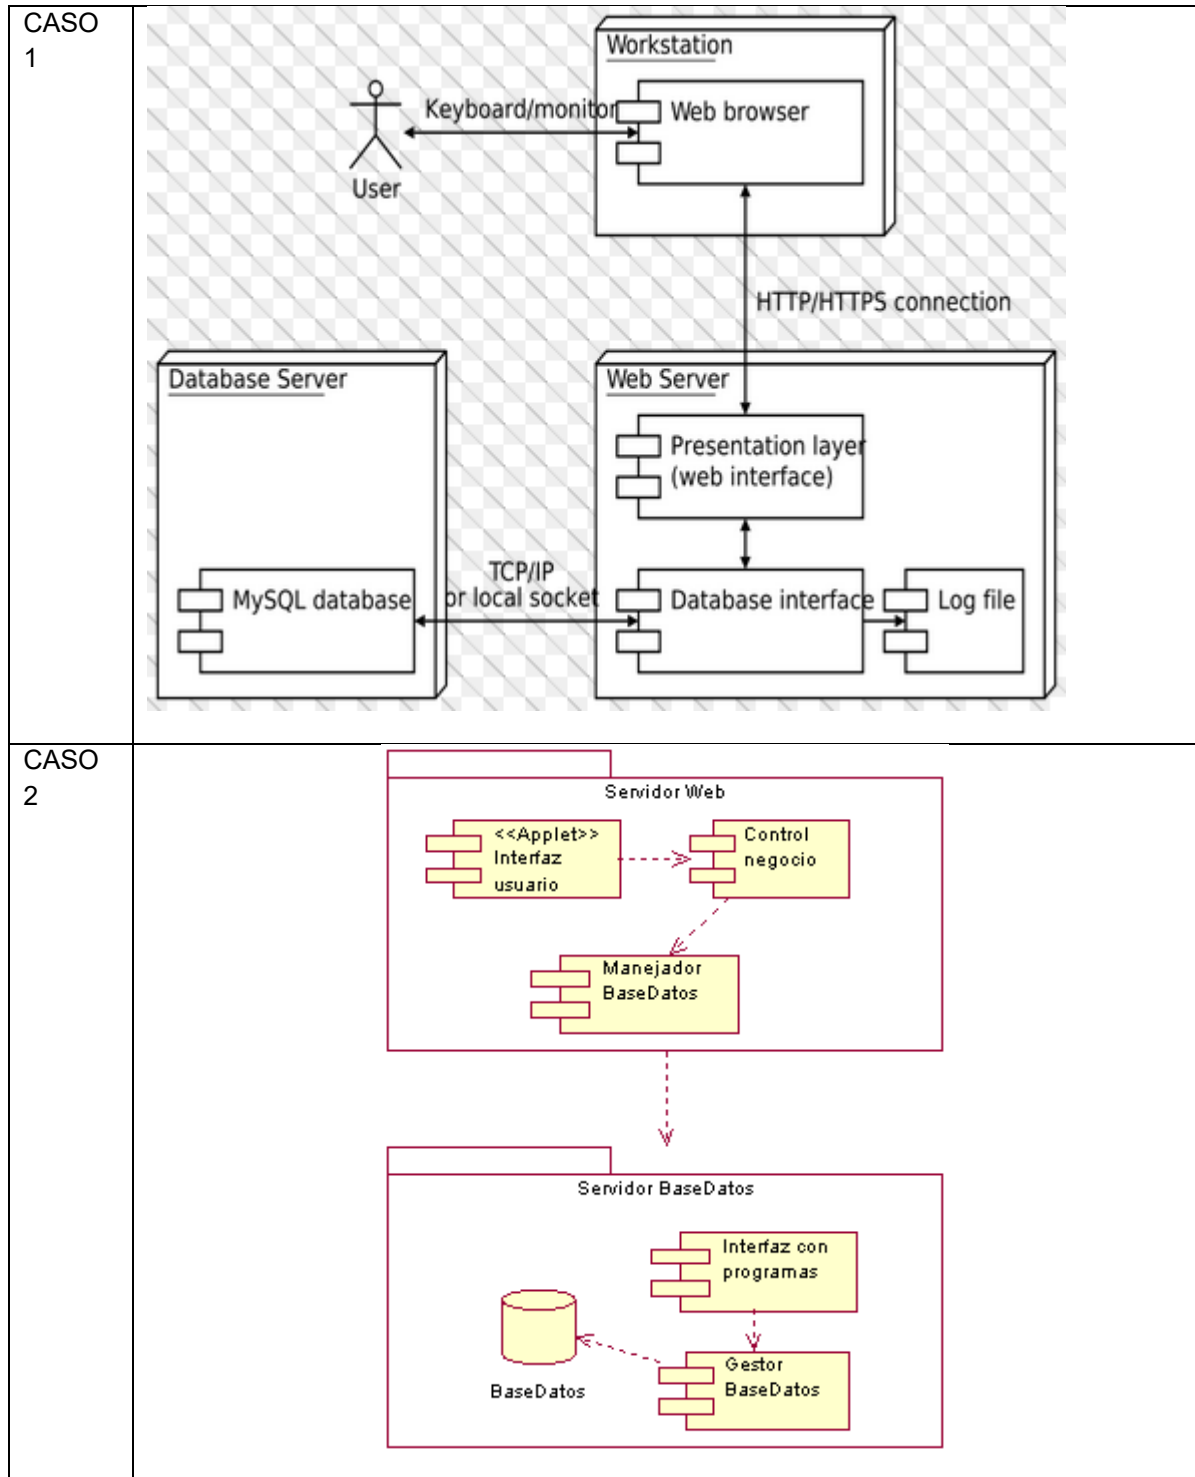 CASO
1
Workstation
Keyboard/monitor
Web browser
User
HTTP/HTTPS connection
Database Server
Web Server
Presentation layer
(web interface)
TCP/IP
or local socket
MySQL database
Database interface
Log file
CASO
2
Servidor Web
<<Applet>>
Interfaz
usuario
Control
negocio
Manejador
BaseDatos
Servidor BaseDatos
Interfaz con
programas
Gestor
BaseDatos
BaseDatos